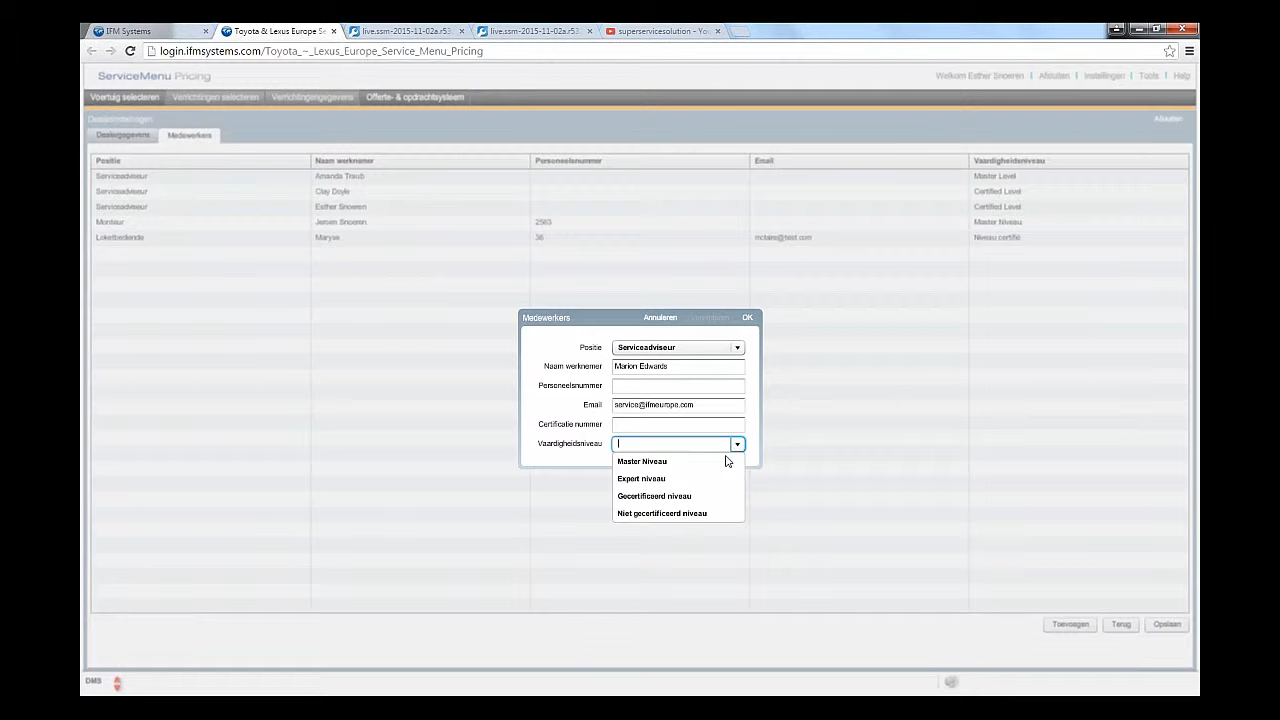 IFM Systems
Toyota & Lexus Europe Se
live.ssm-2015-11-02a.r53
live.ssm-2015-11-02a.r53
superservicesolution - Yo
login.ifmsystems.com/Toyota_~_Lexus_Europe_Service_Menu_Pricing
ServiceMenu Pricing
Welkom Esther Snoeren | Afsluiten | Instellingen | Tools | Help
Voertuig selecteren Verrichtingen selecteren Verrichtingengegevens Offerte- & opdrachtsysteem
Dealerinstellingen Afsluiten
Dealergegevens Medewerkers
Positie Naam werknemer Personeelsnummer Email Vaardigheidsniveau
Serviceadviseur Amanda Traub Master Level
Serviceadviseur Clay Doyle Certified Level
Serviceadviseur Esther Snoeren Certified Level
Monteur Jeroen Snoeren 2563 Master Niveau
Loketbediende Maryse 36 mclaire@test.com Niveau certifié
Medewerkers Annuleren OK
Positie Serviceadviseur
Naam werknemer Marion Edwards
Personeelsnummer
Email service@ifmeurope.com
Certificatie nummer
Vaardigheidsniveau
Master Niveau
Expert niveau
Gecertificeerd niveau
Niet gecertificeerd niveau
Toevoegen Terug Opslaan
DMS